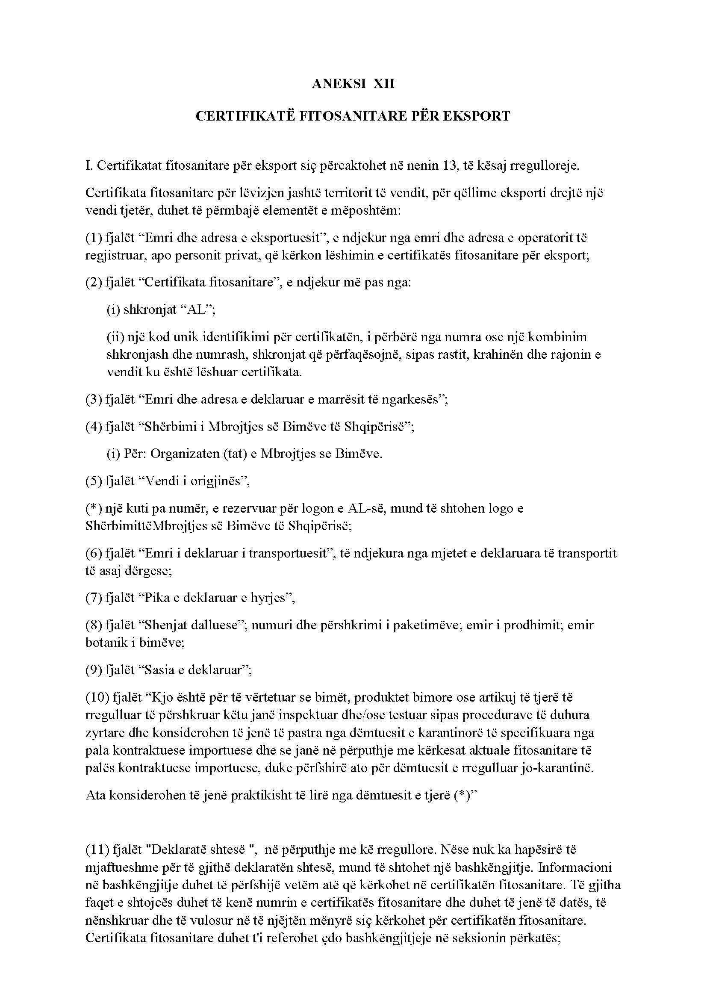 ANEKSI  XII
CERTIFIKATË FITOSANITARE PËR EKSPORT
I. Certifikatat fitosanitare për eksport siç përcaktohet në nenin 13, të kësaj rregulloreje.
Certifikata fitosanitare për lëvizjen jashtë territorit të vendit, për qëllime eksporti drejtë një
vendi tjetër, duhet të përmbajë elementët e mëposhtëm:
(1) fjalët “Emri dhe adresa e eksportuesit”, e ndjekur nga emri dhe adresa e operatorit të
regjistruar, apo personit privat, që kërkon lëshimin e certifikatës fitosanitare për eksport;
(2) fjalët “Certifikata fitosanitare”, e ndjekur më pas nga:
(i) shkronjat “AL”;
(ii) një kod unik identifikimi për certifikatën, i përbërë nga numra ose një kombinim
shkronjash dhe numrash, shkronjat që përfaqësojnë, sipas rastit, krahinën dhe rajonin e
vendit ku është lëshuar certifikata.
(3) fjalët “Emri dhe adresa e deklaruar e marrësit të ngarkesës”;
(4) fjalët “Shërbimi i Mbrojtjes së Bimëve të Shqipërisë”;
(i) Për: Organizaten (tat) e Mbrojtjes se Bimëve.
(5) fjalët “Vendi i origjinës”,
(*) një kuti pa numër, e rezervuar për logon e AL-së, mund të shtohen logo e
ShërbimittëMbrojtjes së Bimëve të Shqipërisë;
(6) fjalët “Emri i deklaruar i transportuesit”, të ndjekura nga mjetet e deklaruara të transportit
të asaj dërgese;
(7) fjalët “Pika e deklaruar e hyrjes”,
(8) fjalët “Shenjat dalluese”; numuri dhe përshkrimi i paketimëve; emir i prodhimit; emir
botanik i bimëve;
(9) fjalët “Sasia e deklaruar”;
(10) fjalët “Kjo është për të vërtetuar se bimët, produktet bimore ose artikuj të tjerë të
rregulluar të përshkruar këtu janë inspektuar dhe/ose testuar sipas procedurave të duhura
zyrtare dhe konsiderohen të jenë të pastra nga dëmtuesit e karantinorë të specifikuara nga
pala kontraktuese importuese dhe se janë në përputhje me kërkesat aktuale fitosanitare të
palës kontraktuese importuese, duke përfshirë ato për dëmtuesit e rregulluar jo-karantinë.
Ata konsiderohen të jenë praktikisht të lirë nga dëmtuesit e tjerë (*)”
(11) fjalët "Deklaratë shtesë ",  në përputhje me kë rregullore. Nëse nuk ka hapësirë të
mjaftueshme për të gjithë deklaratën shtesë, mund të shtohet një bashkëngjitje. Informacioni
në bashkëngjitje duhet të përfshijë vetëm atë që kërkohet në certifikatën fitosanitare. Të gjitha
faqet e shtojcës duhet të kenë numrin e certifikatës fitosanitare dhe duhet të jenë të datës, të
nënshkruar dhe të vulosur në të njëjtën mënyrë siç kërkohet për certifikatën fitosanitare.
Certifikata fitosanitare duhet t'i referohet çdo bashkëngjitjeje në seksionin përkatës;